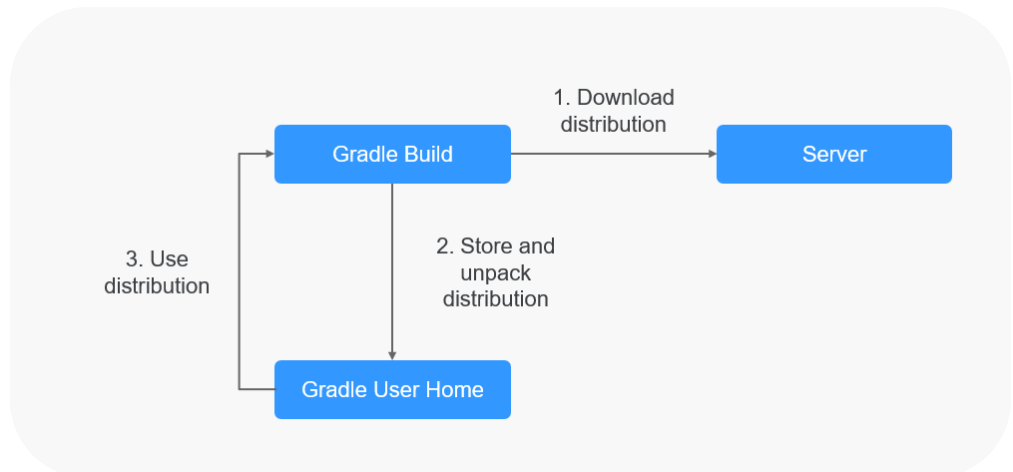 1. Download
distribution
Gradle Build
Server
2. Store and
unpack
distribution
3. Use
distribution
Gradle User Home